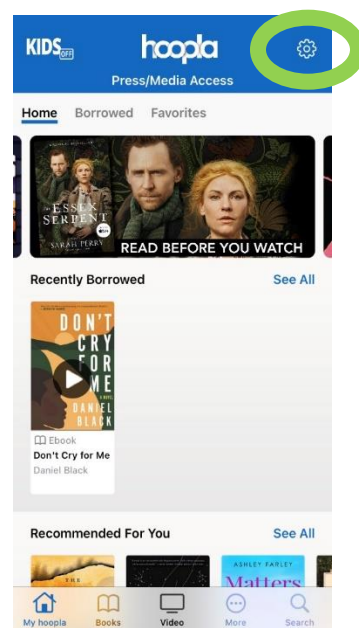 KIDS OFF
hoopla
Press/Media Access
Home Borrowed Favorites
ESSEX
SERPENT
SARAH PERRY
READ BEFORE YOU WATCH
Recently Borrowed See All
DON'T
CRY
FOR
ME
A NOVEL
DANIEL
BLACK
Ebook
Don't Cry for Me
Daniel Black
Recommended For You See All
THE
ASHLEY FARLEY
Matters
My hoopla Books Video More Search